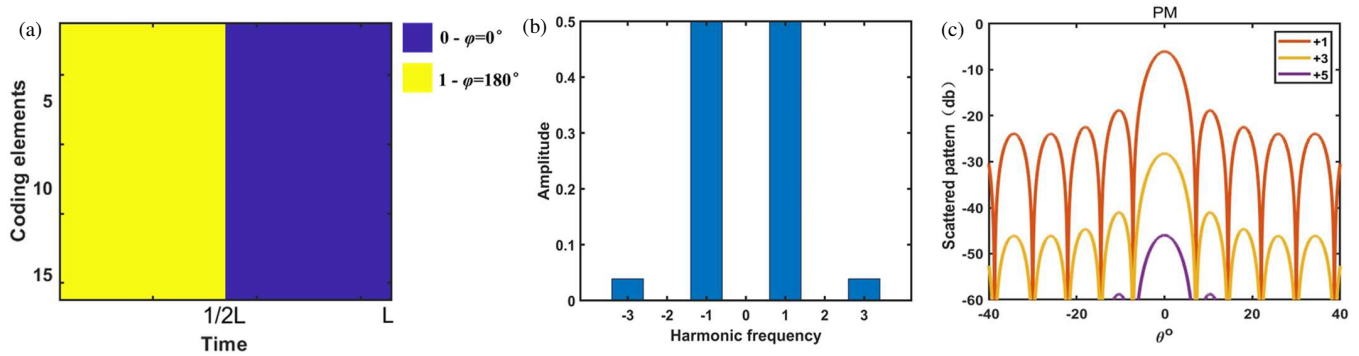 (a)
Coding elements
5
10
15
1/2L
L
Time
0 - φ=0°
1 - φ=180°
(b)
Amplitude
0.5
0.4
0.3
0.2
0.1
0
-3
-1
0
1
2
3
Harmonic frequency
(c)
PM
Scattered pattern（db）
0
-10
-20
-30
-40
-50
-60
-40
-20
0
20
40
θ°
+1
+3
+5